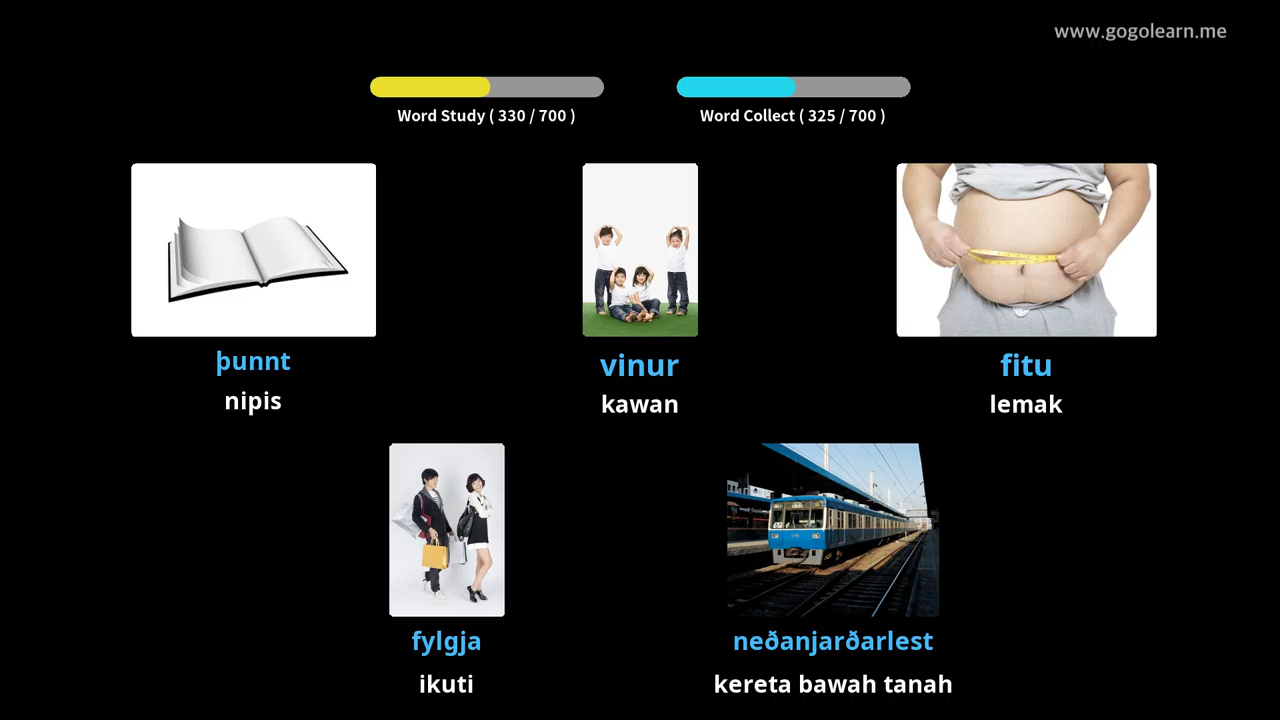 www.gogolearn.me
Word Study ( 330 / 700 )
Word Collect ( 325 / 700 )
þunnt
nipis
vinur
kawan
fitu
lemak
fylgja
ikuti
neðanjarðarlest
kereta bawah tanah